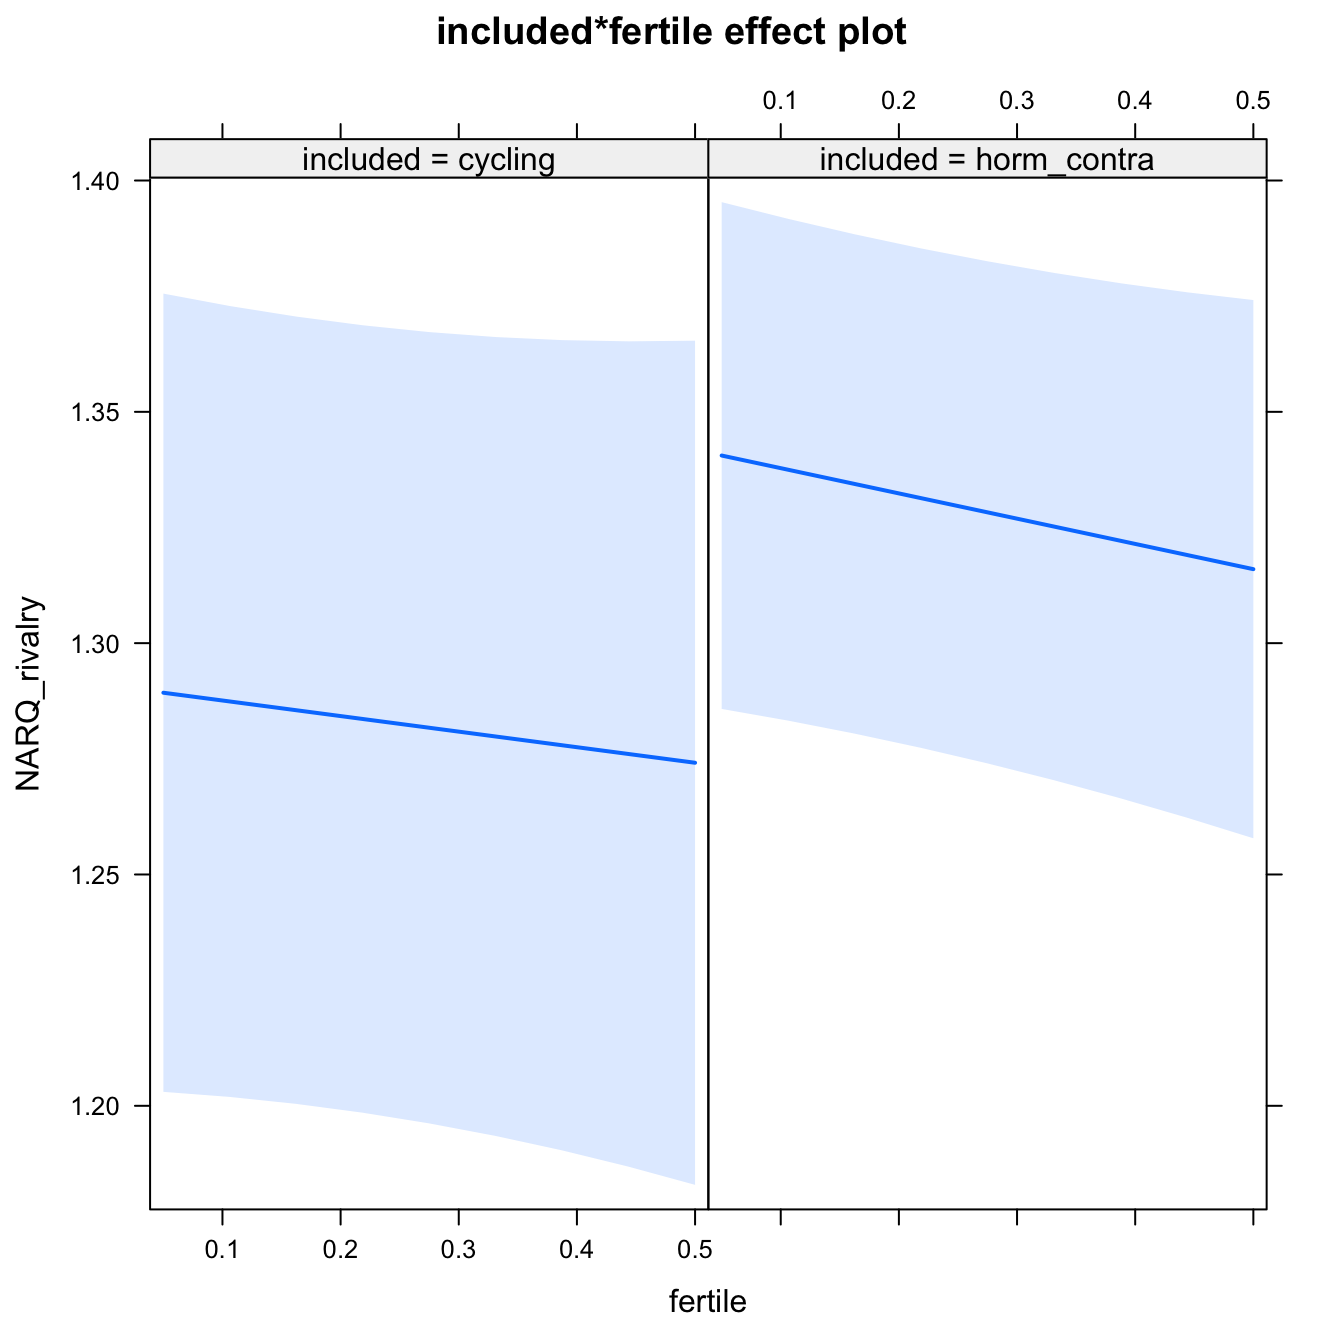 included*fertile effect plot
0.1 0.2 0.3 0.4 0.5
included = cycling
included = horm_contra
1.40
1.35
1.30
1.25
1.20
NARQ_rivalry
0.1 0.2 0.3 0.4 0.5
fertile